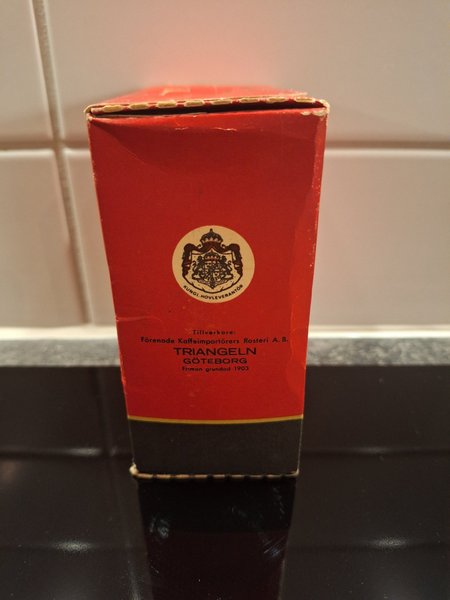 KUNGL. HOVLEVERANTÖR
Tillverkare:
Förenade Kaffeimportörers Rosteri A. B.
TRIANGELN
GÖTEBORG
Firman grundad 1903